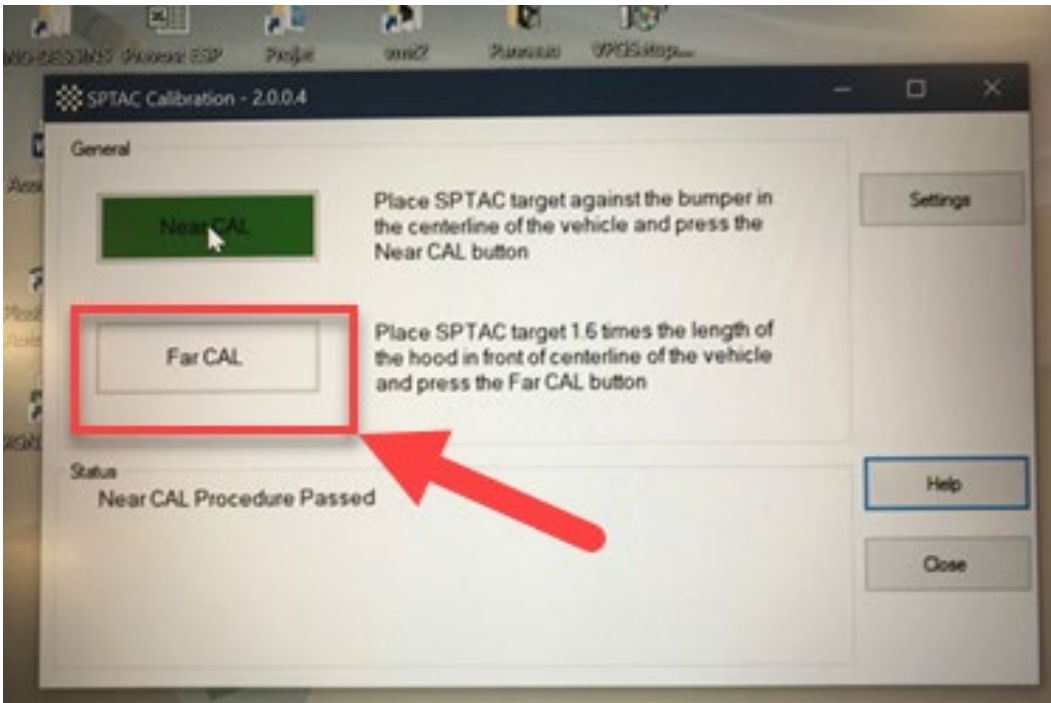 Projje
SPTAC Calibration - 2.0.0.4
General
Near CAL
Place SPTAC target against the bumper in
the centerline of the vehicle and press the
Near CAL button
Settings
Far CAL
Place SPTAC target 1.6 times the length of
the hood in front of centerline of the vehicle
and press the Far CAL button
Status
Near CAL Procedure Passed
Help
Close